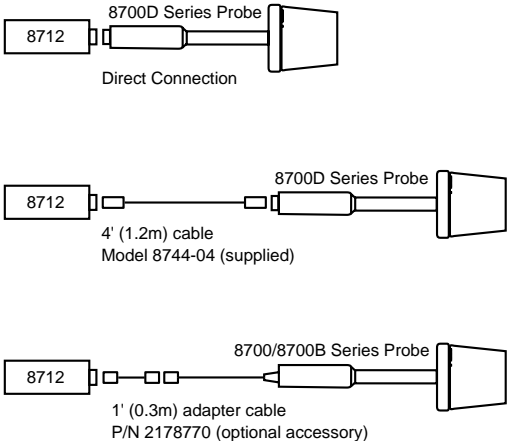 8700D Series Probe
8712
Direct Connection
8700D Series Probe
8712
4' (1.2m) cable
Model 8744-04 (supplied)
8700/8700B Series Probe
8712
1' (0.3m) adapter cable
P/N 2178770 (optional accessory)